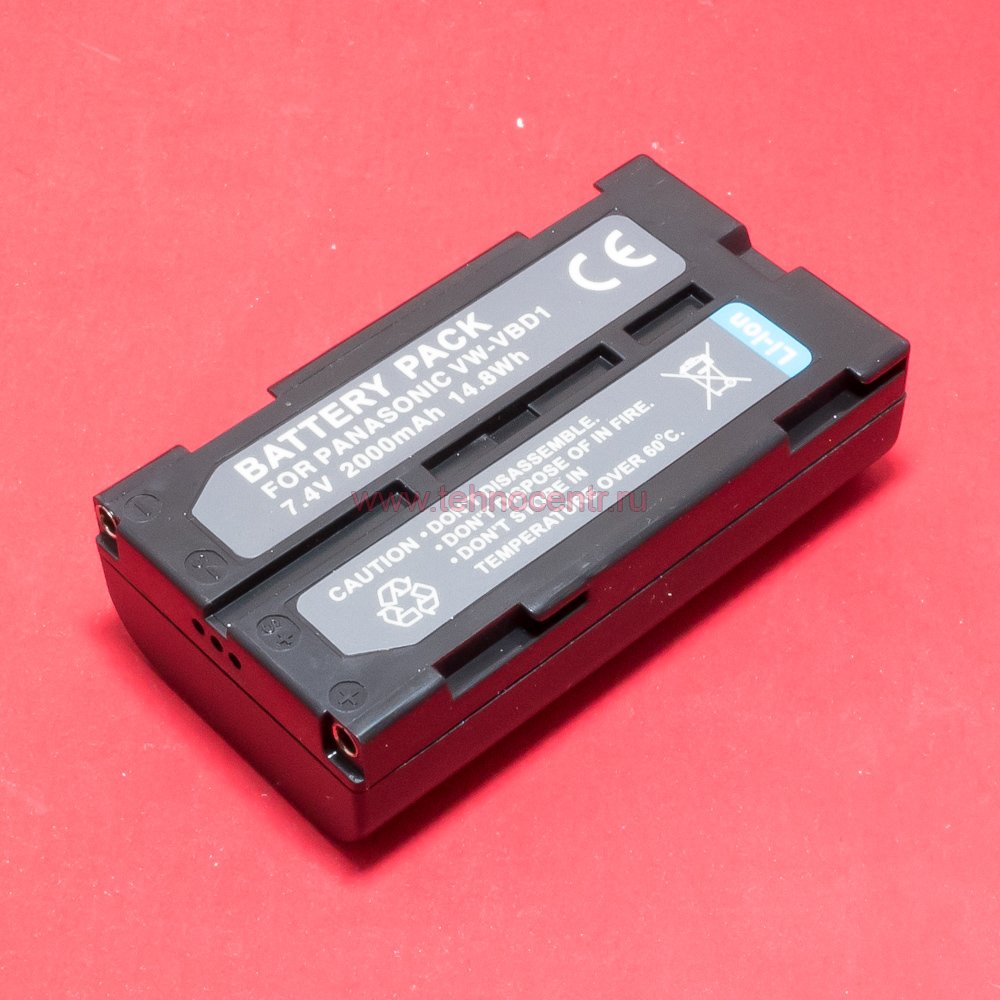 CE
BATTERY PACK
FOR PANASONIC VW-VBD1
7.4V 2000mAh 14.8Wh
Li-ion
CAUTION • DON'T DISASSEMBLE.
• DON'T DISPOSE OF IN FIRE.
• DON'T STORE IN
TEMPERATURE OVER 60°C.
www.tehnocentr.ru
S